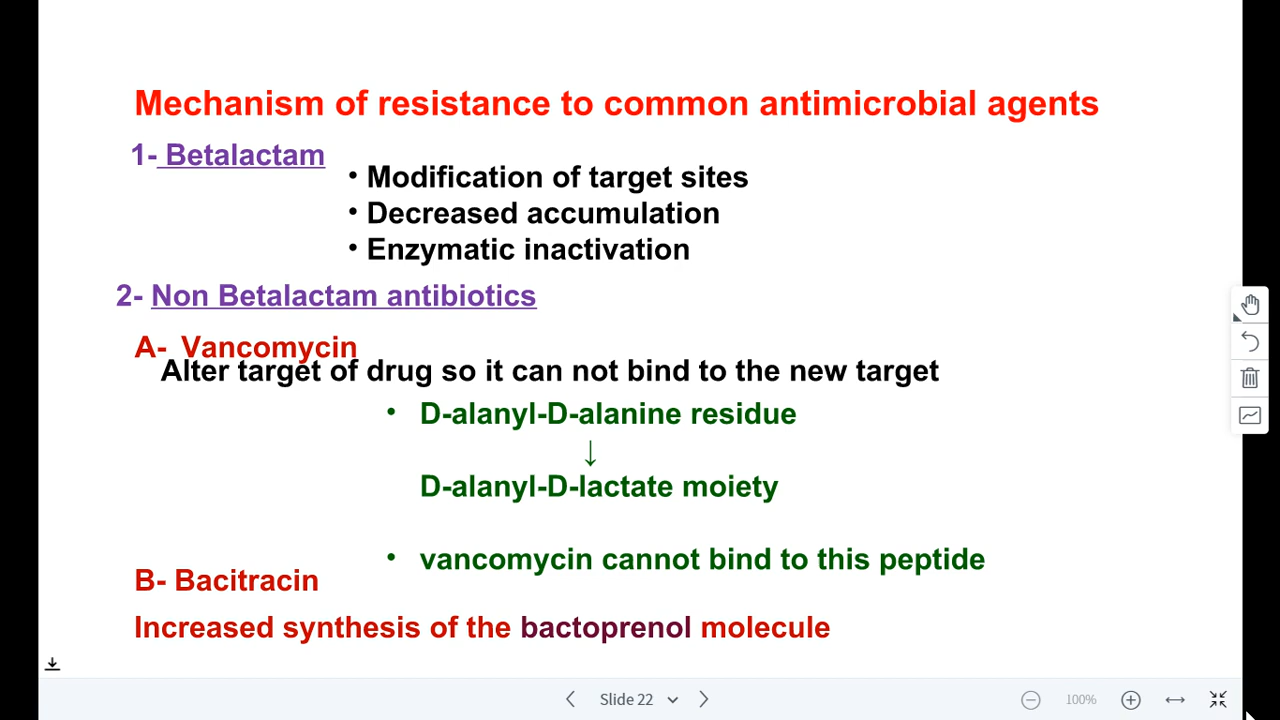 Mechanism of resistance to common antimicrobial agents
1- Betalactam
• Modification of target sites
• Decreased accumulation
• Enzymatic inactivation
2- Non Betalactam antibiotics
A- Vancomycin
Alter target of drug so it can not bind to the new target
• D-alanyl-D-alanine residue
↓
D-alanyl-D-lactate moiety
• vancomycin cannot bind to this peptide
B- Bacitracin
Increased synthesis of the bactoprenol molecule
Slide 22
100%